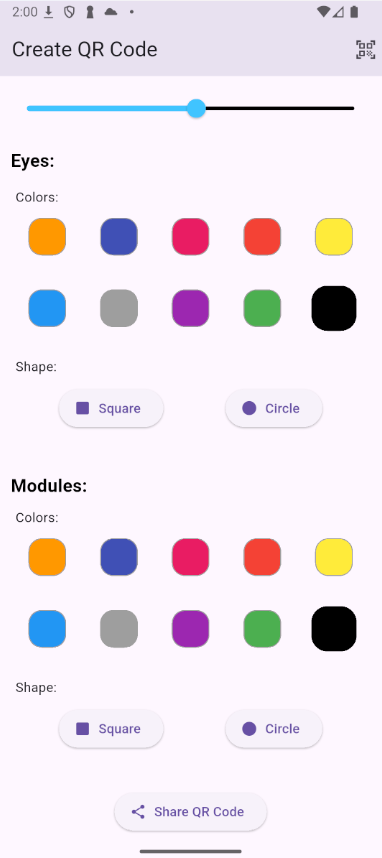 2:00
Create QR Code
Eyes:
Colors:
Shape:
Square Circle
Modules:
Colors:
Shape:
Square Circle
Share QR Code